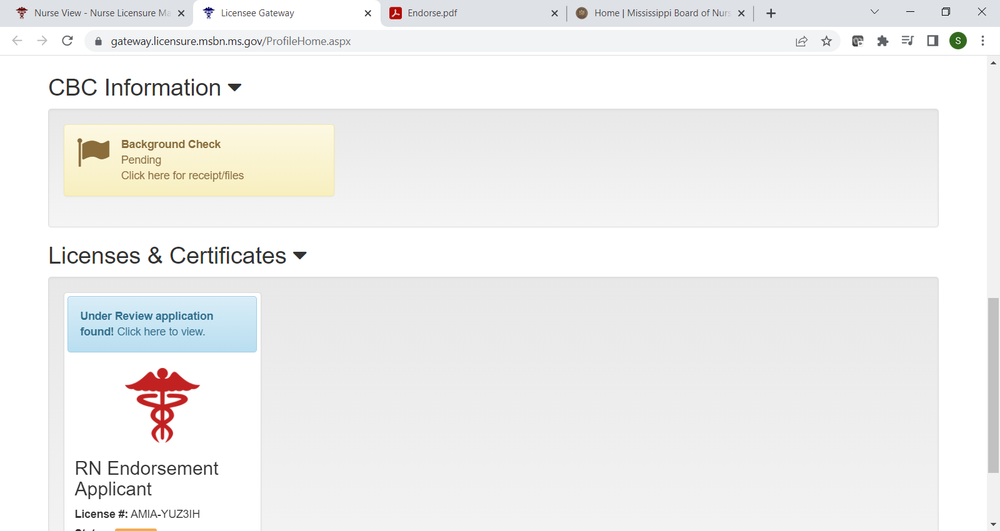 Nurse View - Nurse Licensure Ma
Licensee Gateway
Endorse.pdf
Home | Mississippi Board of Nurs
gateway.licensure.msbn.ms.gov/ProfileHome.aspx
S
CBC Information
Background Check
Pending
Click here for receipt/files
Licenses & Certificates
Under Review application
found! Click here to view.
RN Endorsement
Applicant
License #: AMIA-YUZ3IH